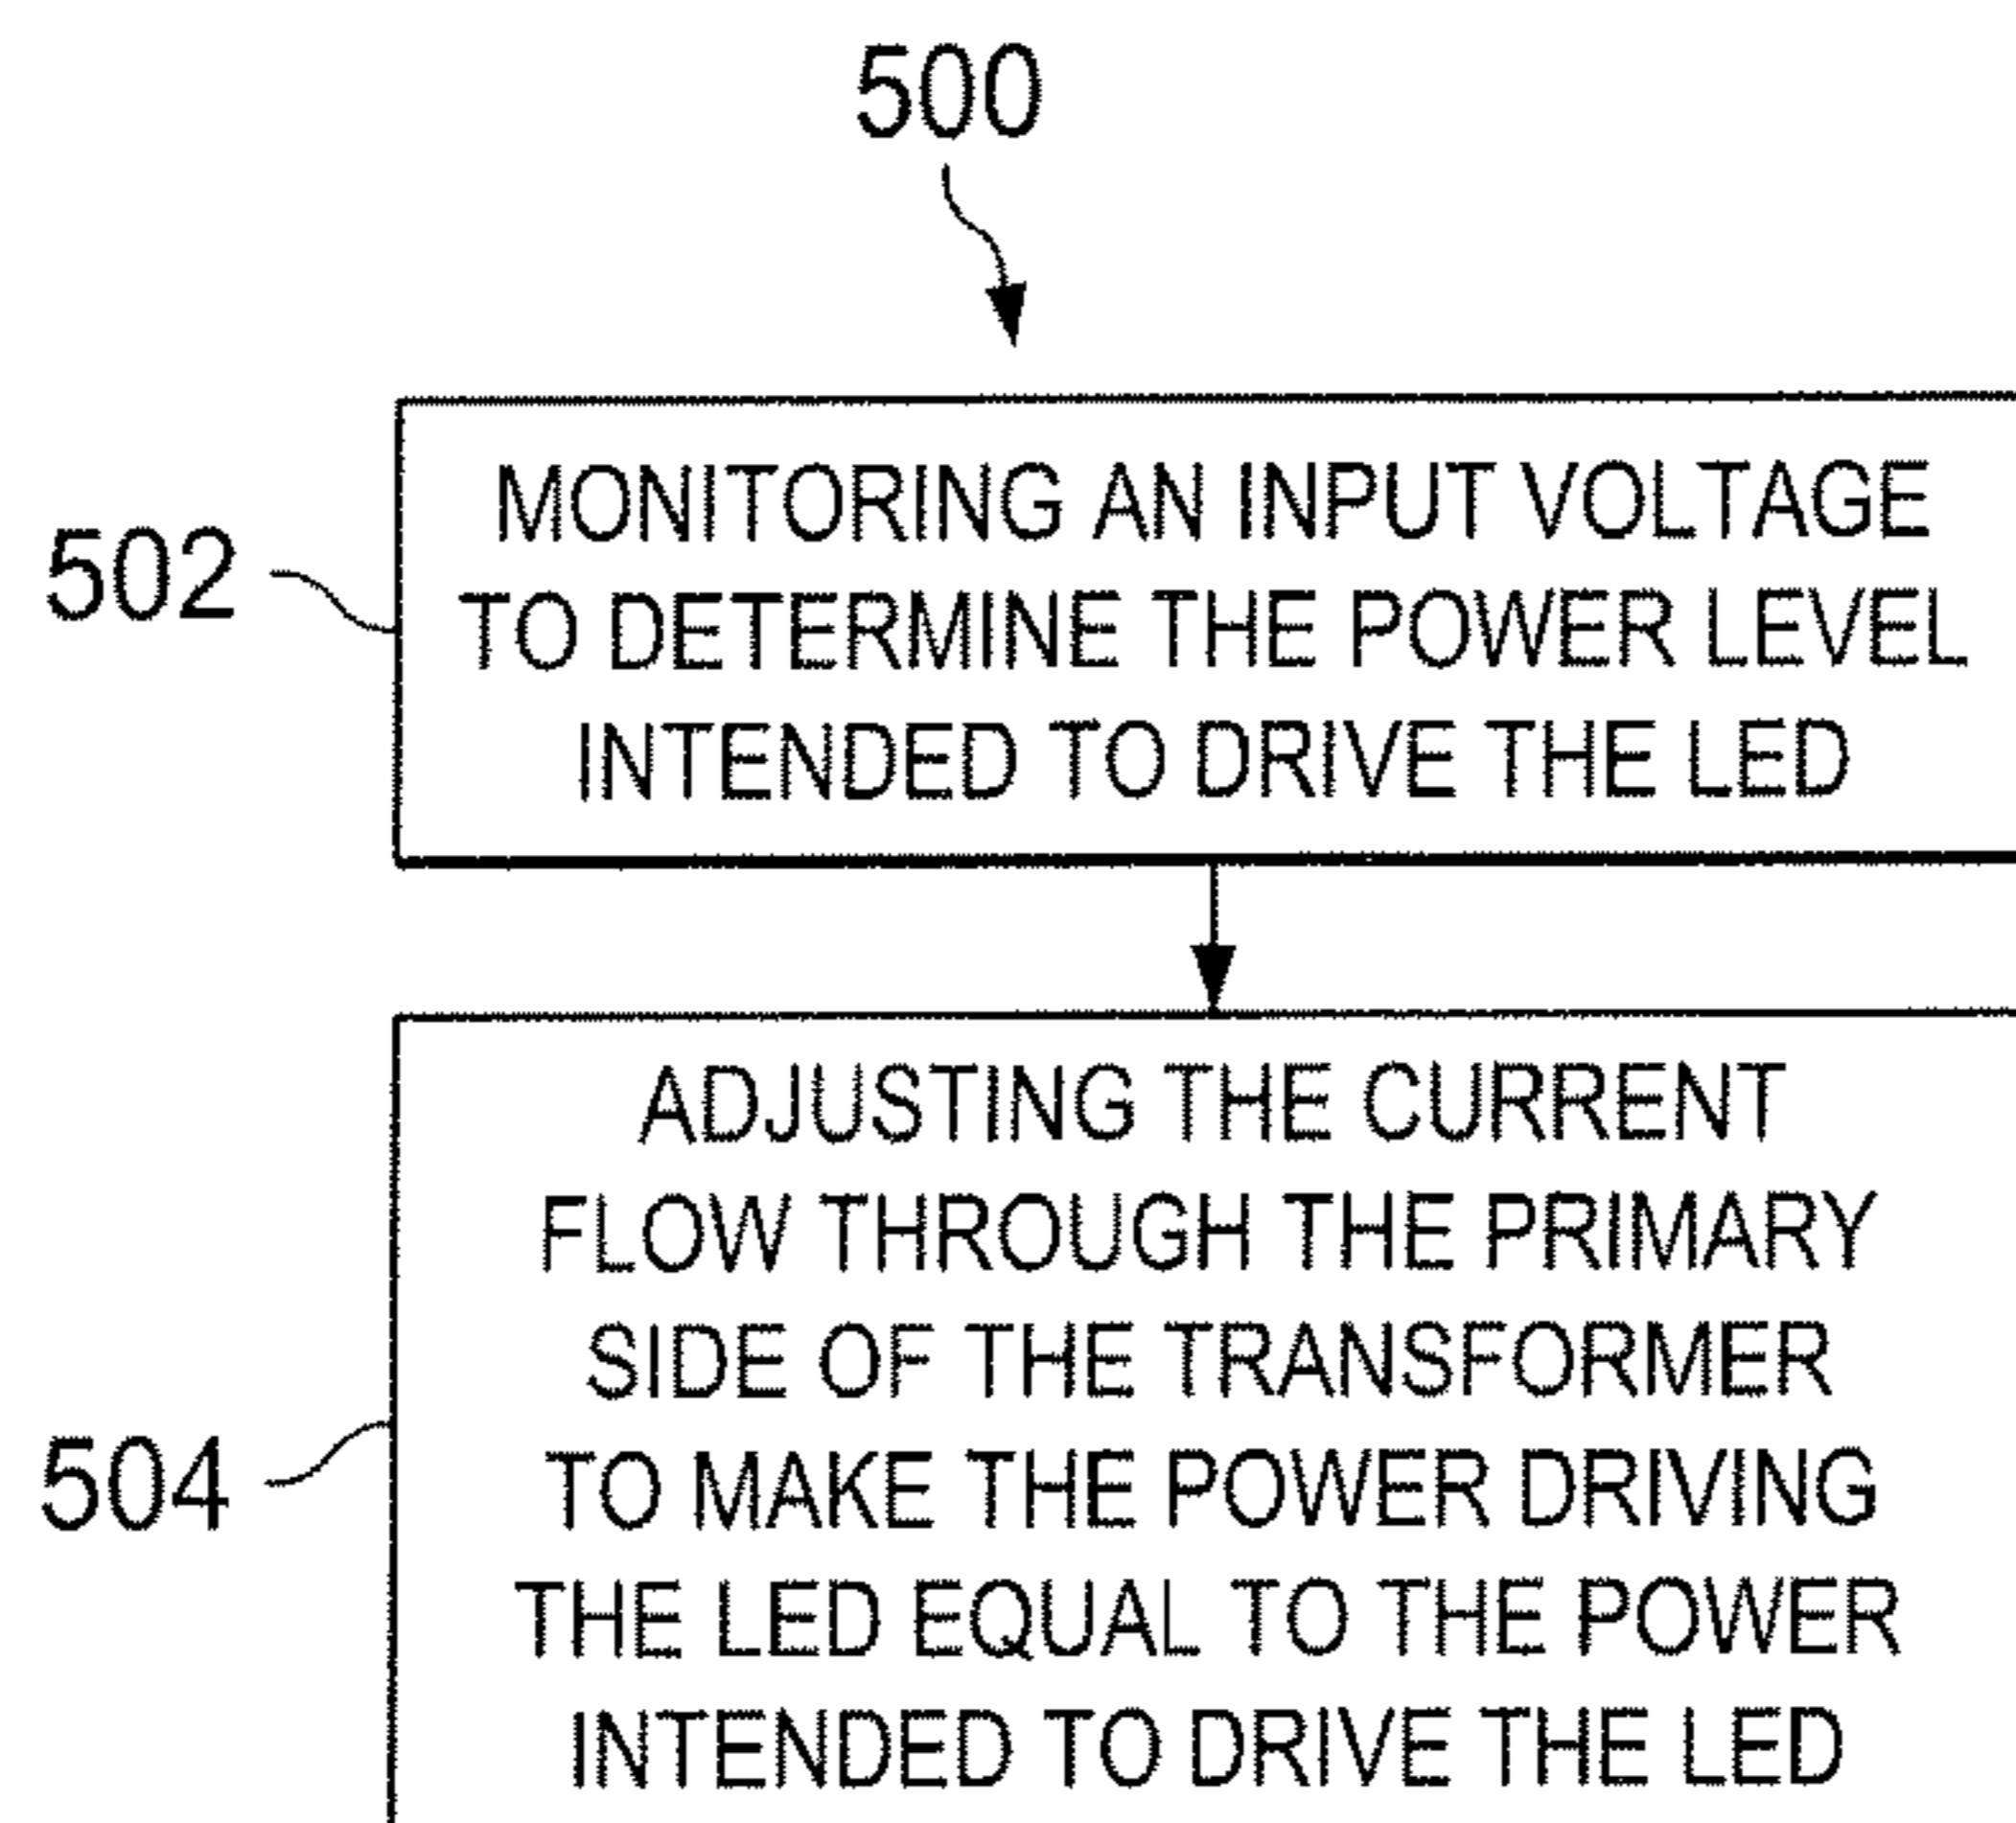 500
502
MONITORING AN INPUT VOLTAGE
TO DETERMINE THE POWER LEVEL
INTENDED TO DRIVE THE LED
504
ADJUSTING THE CURRENT
FLOW THROUGH THE PRIMARY
SIDE OF THE TRANSFORMER
TO MAKE THE POWER DRIVING
THE LED EQUAL TO THE POWER
INTENDED TO DRIVE THE LED